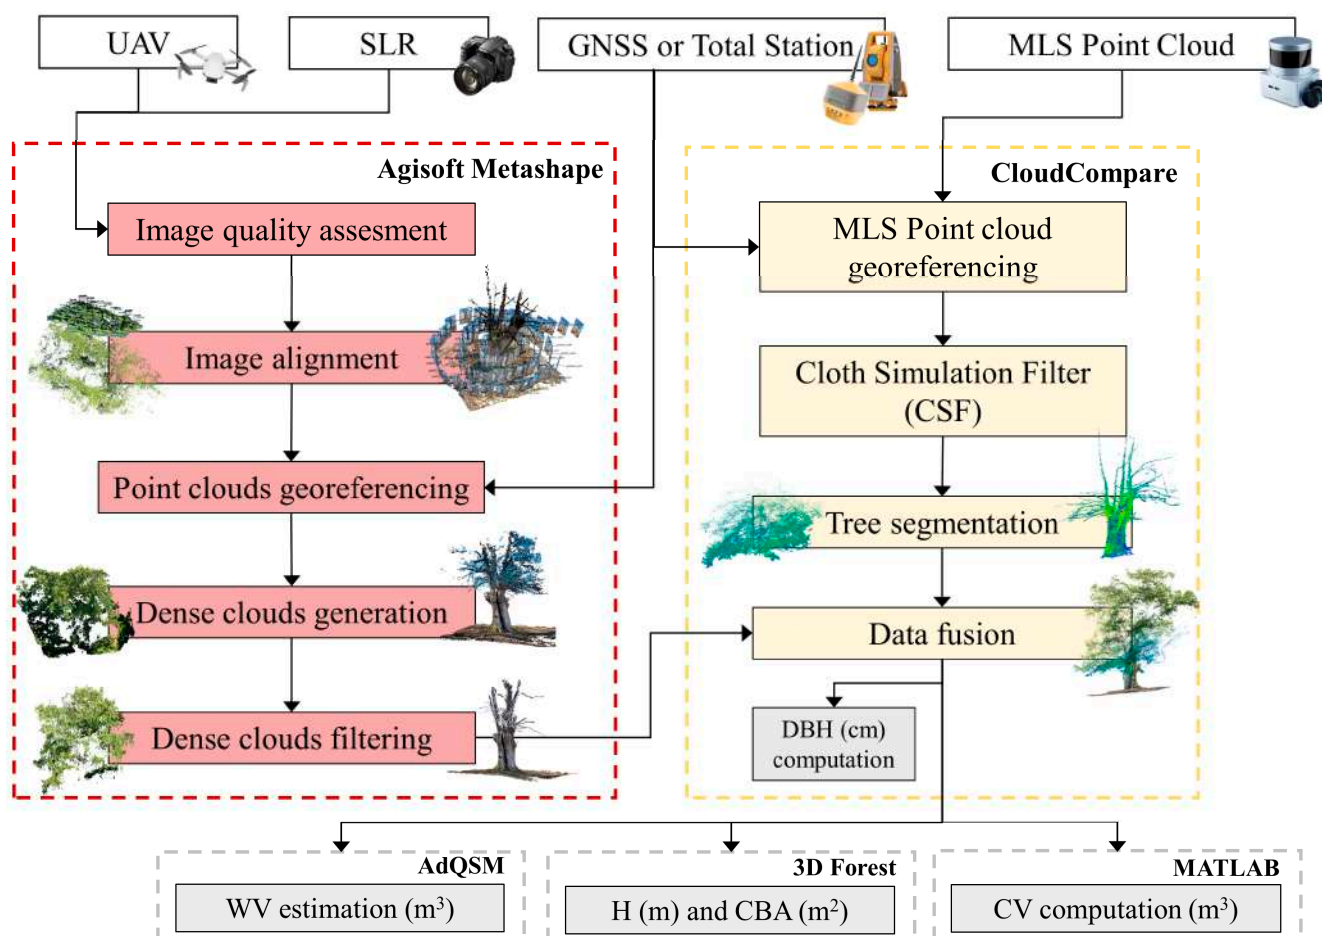 UAV
SLR
GNSS or Total Station
MLS Point Cloud
Agisoft Metashape
Image quality assesment
Image alignment
Point clouds georeferencing
Dense clouds generation
Dense clouds filtering
CloudCompare
MLS Point cloud
georeferencing
Cloth Simulation Filter
(CSF)
Tree segmentation
Data fusion
DBH (cm)
computation
AdQSM
WV estimation (m³)
3D Forest
H (m) and CBA (m²)
MATLAB
CV computation (m³)